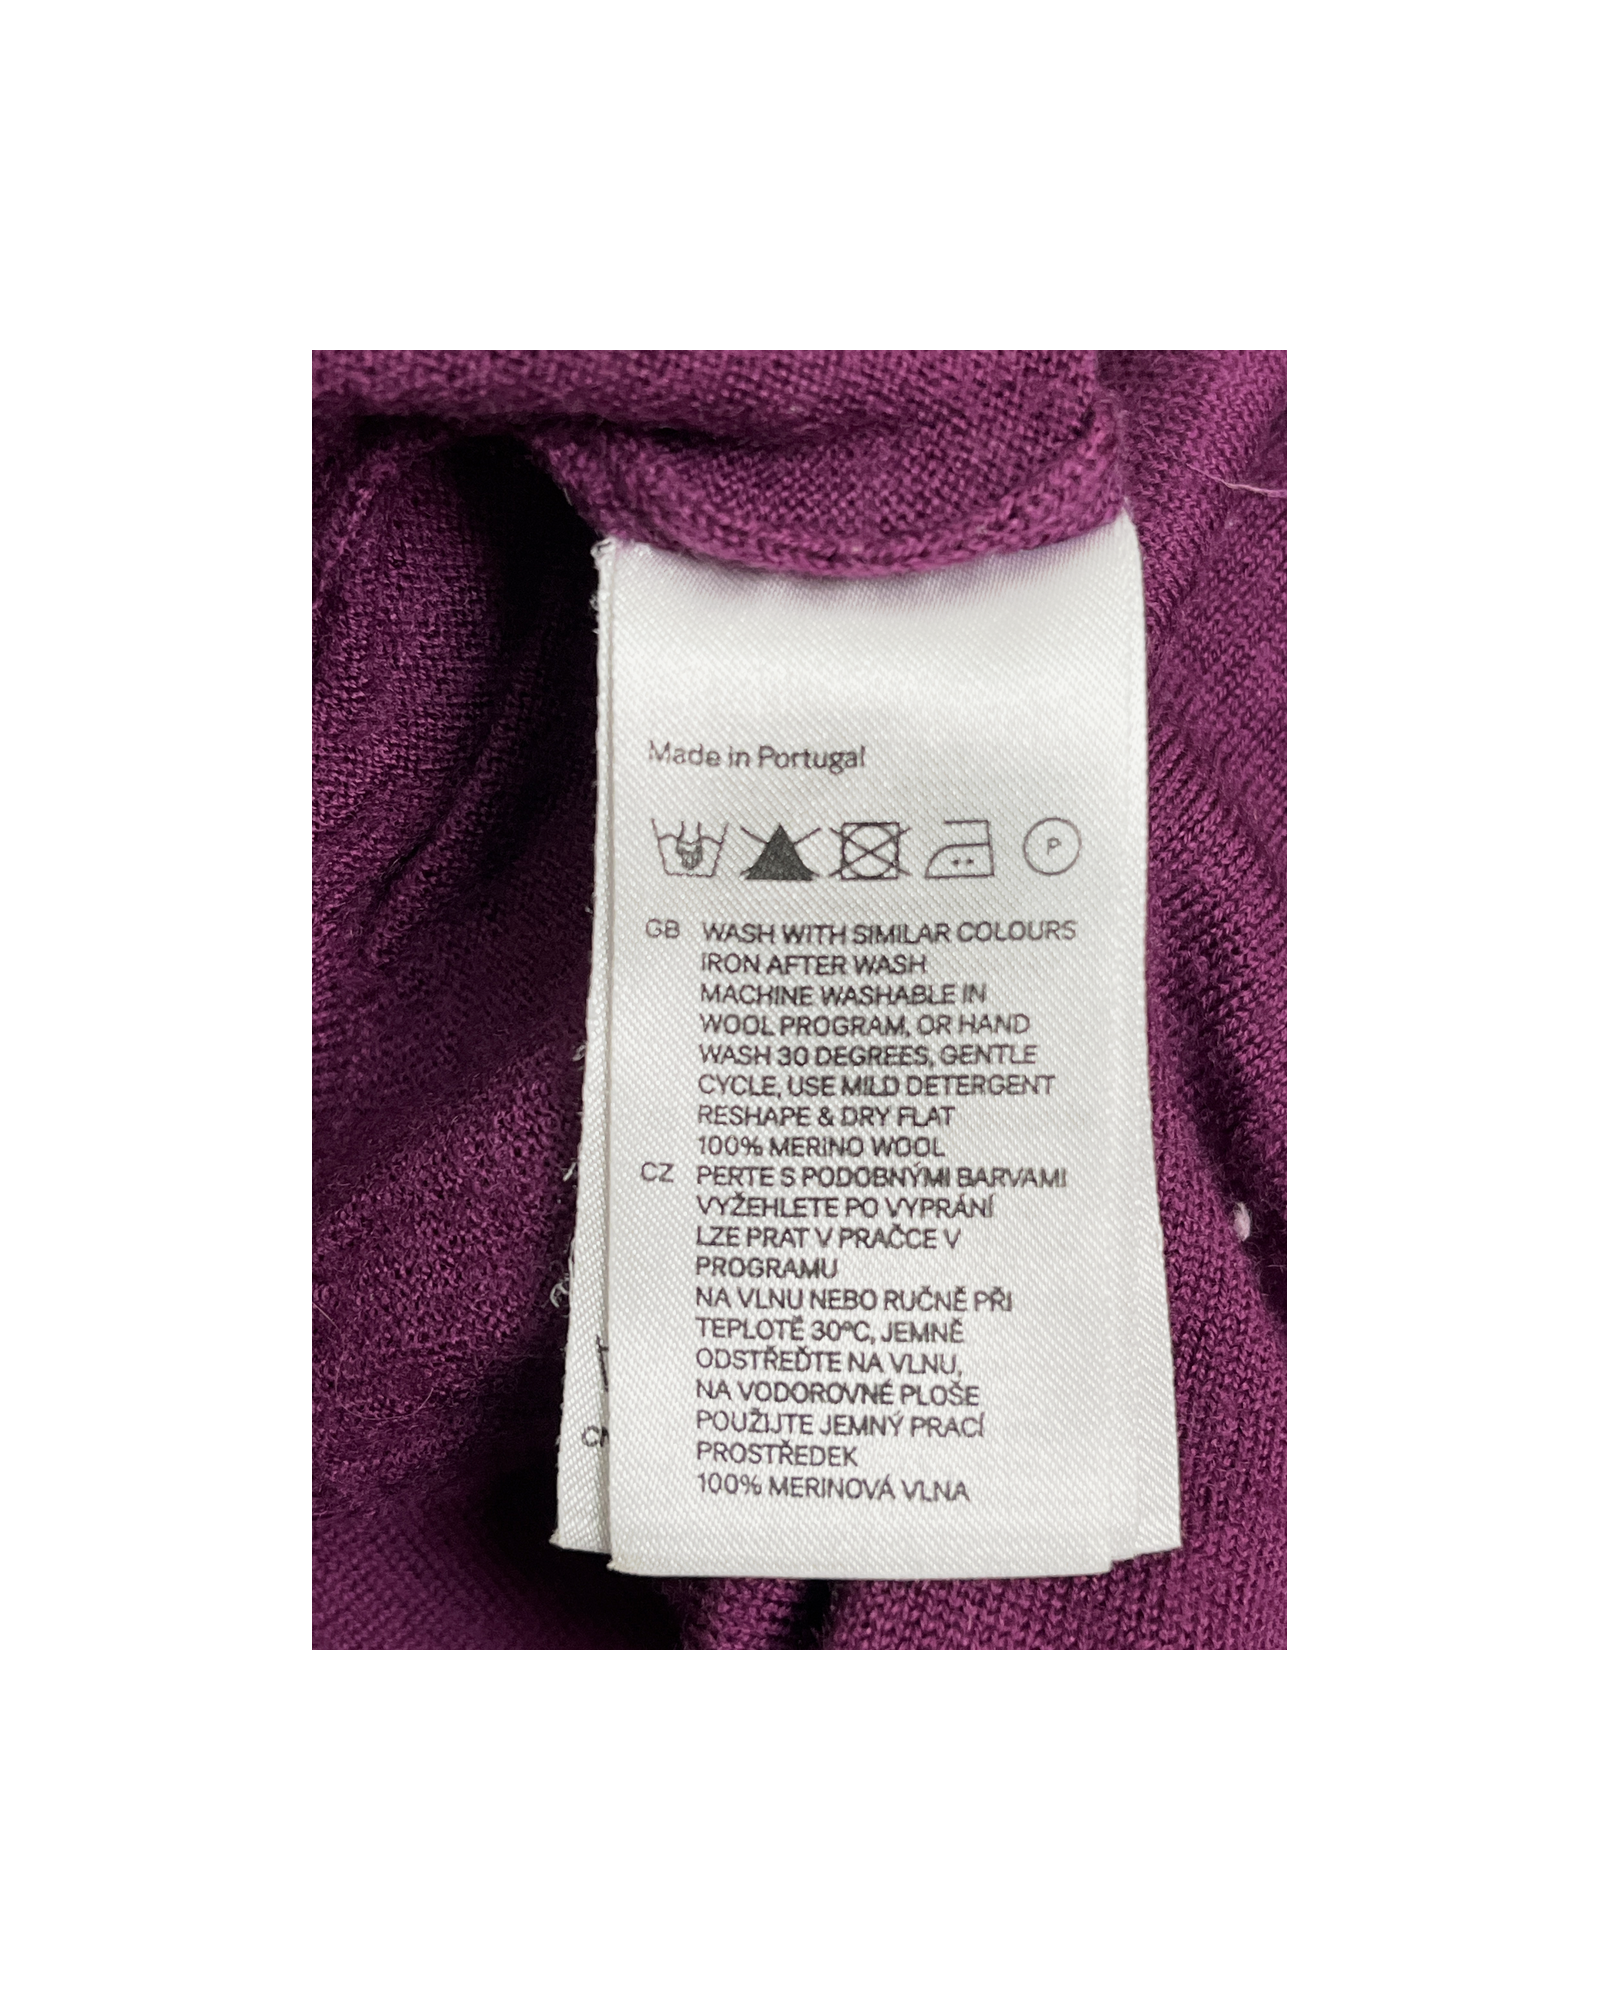 Made in Portugal
P
GB WASH WITH SIMILAR COLOURS
IRON AFTER WASH
MACHINE WASHABLE IN
WOOL PROGRAM, OR HAND
WASH 30 DEGREES, GENTLE
CYCLE, USE MILD DETERGENT
RESHAPE & DRY FLAT
100% MERINO WOOL
CZ PERTE S PODOBNÝMI BARVAMI
VYŽEHLETE PO VYPRÁNÍ
LZE PRAT V PRAČCE V
PROGRAMU
NA VLNU NEBO RUČNĚ PŘI
TEPLOTĚ 30°C, JEMNĚ
ODSTŘEĎTE NA VLNU,
NA VODOROVNÉ PLOŠE
POUŽIJTE JEMNÝ PRACÍ
PROSTŘEDEK
100% MERINOVÁ VLNA